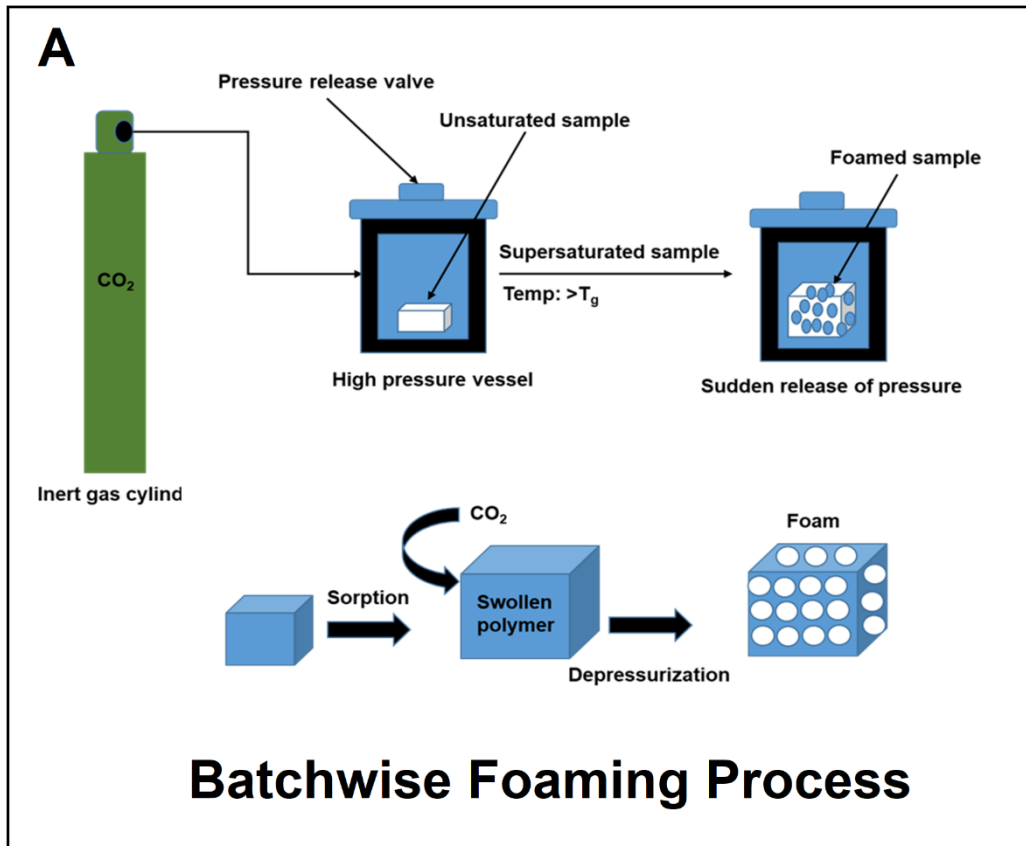 A
Pressure release valve
Unsaturated sample
Foamed sample
CO₂
Supersaturated sample
Temp: >Tg
High pressure vessel
Sudden release of pressure
Inert gas cylind
CO₂
Foam
Sorption
Swollen
polymer
Depressurization
Batchwise Foaming Process